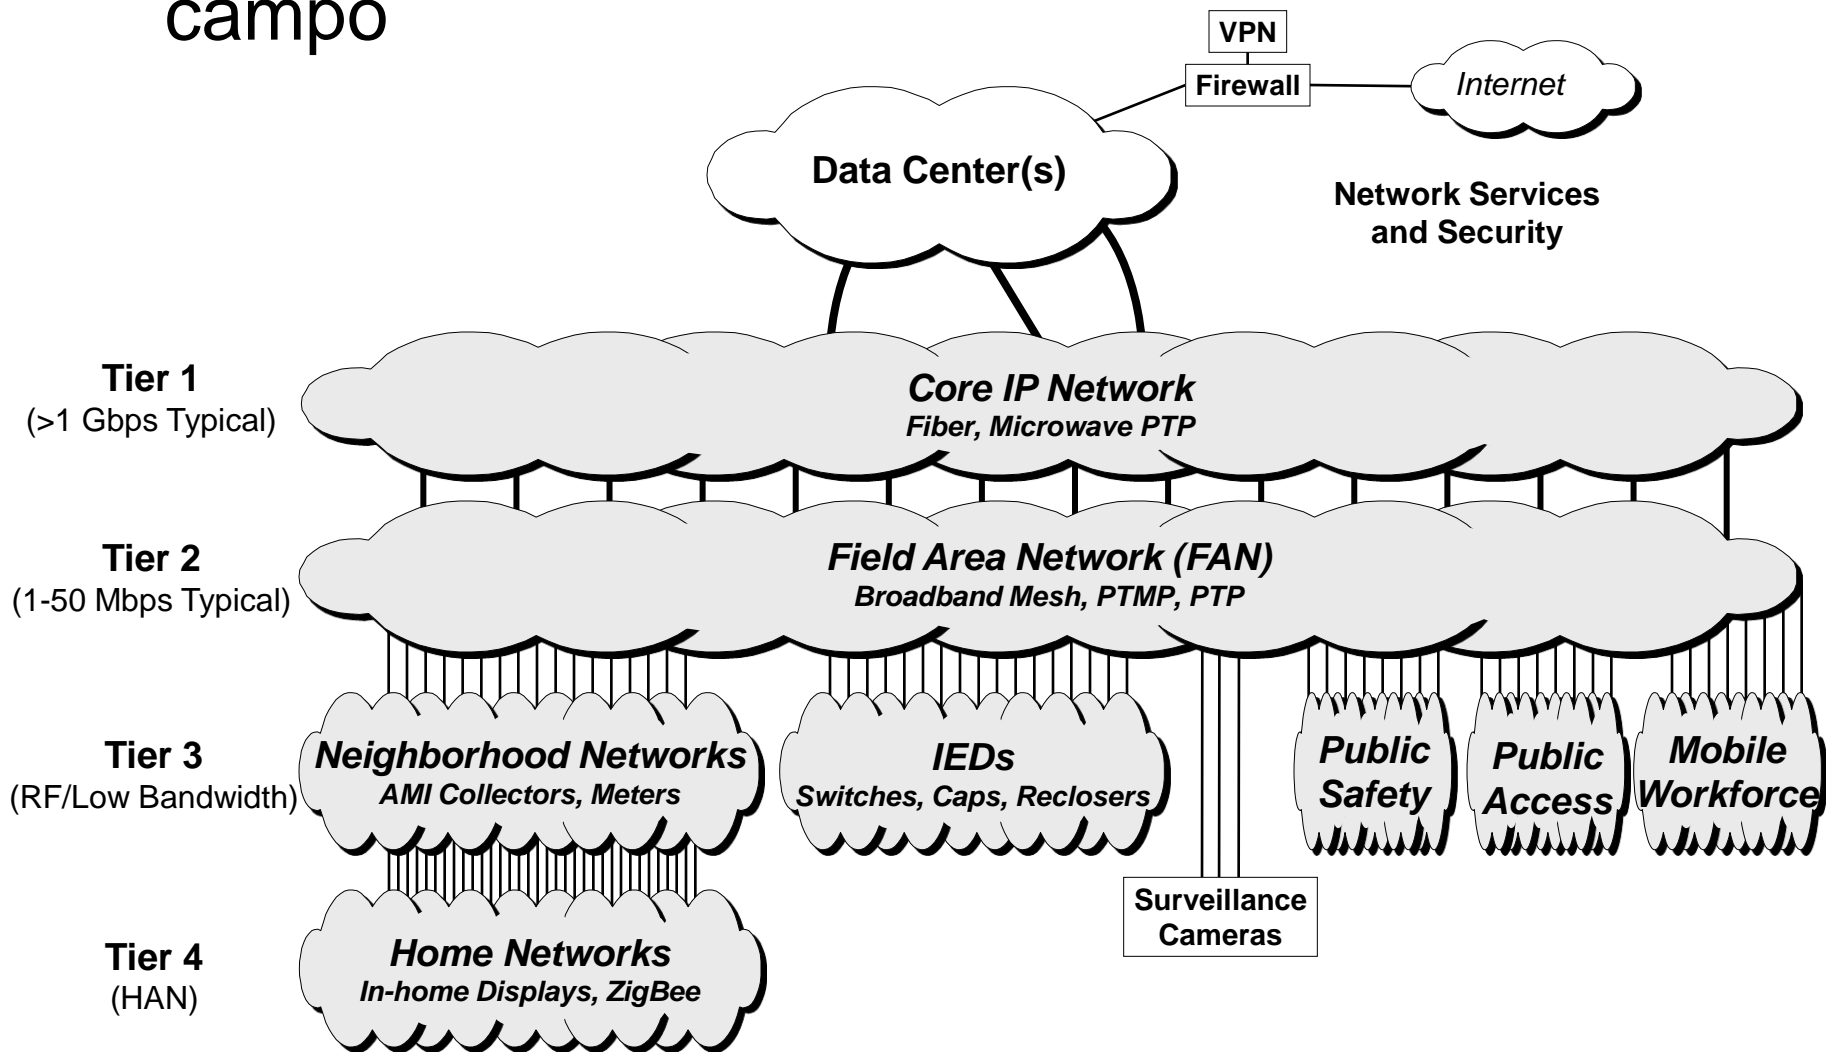 campo
VPN
Firewall
Internet
Data Center(s)
Network Services
and Security
Tier 1
(>1 Gbps Typical)
Core IP Network
Fiber, Microwave PTP
Tier 2
(1-50 Mbps Typical)
Field Area Network (FAN)
Broadband Mesh, PTMP, PTP
Tier 3
(RF/Low Bandwidth)
Neighborhood Networks
AMI Collectors, Meters
IEDs
Switches, Caps, Reclosers
Public
Safety
Public
Access
Mobile
Workforce
Surveillance
Cameras
Tier 4
(HAN)
Home Networks
In-home Displays, ZigBee